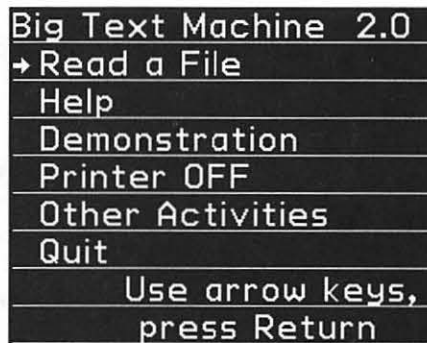 Big Text Machine 2.0
→ Read a File
Help
Demonstration
Printer OFF
Other Activities
Quit
Use arrow keys,
press Return